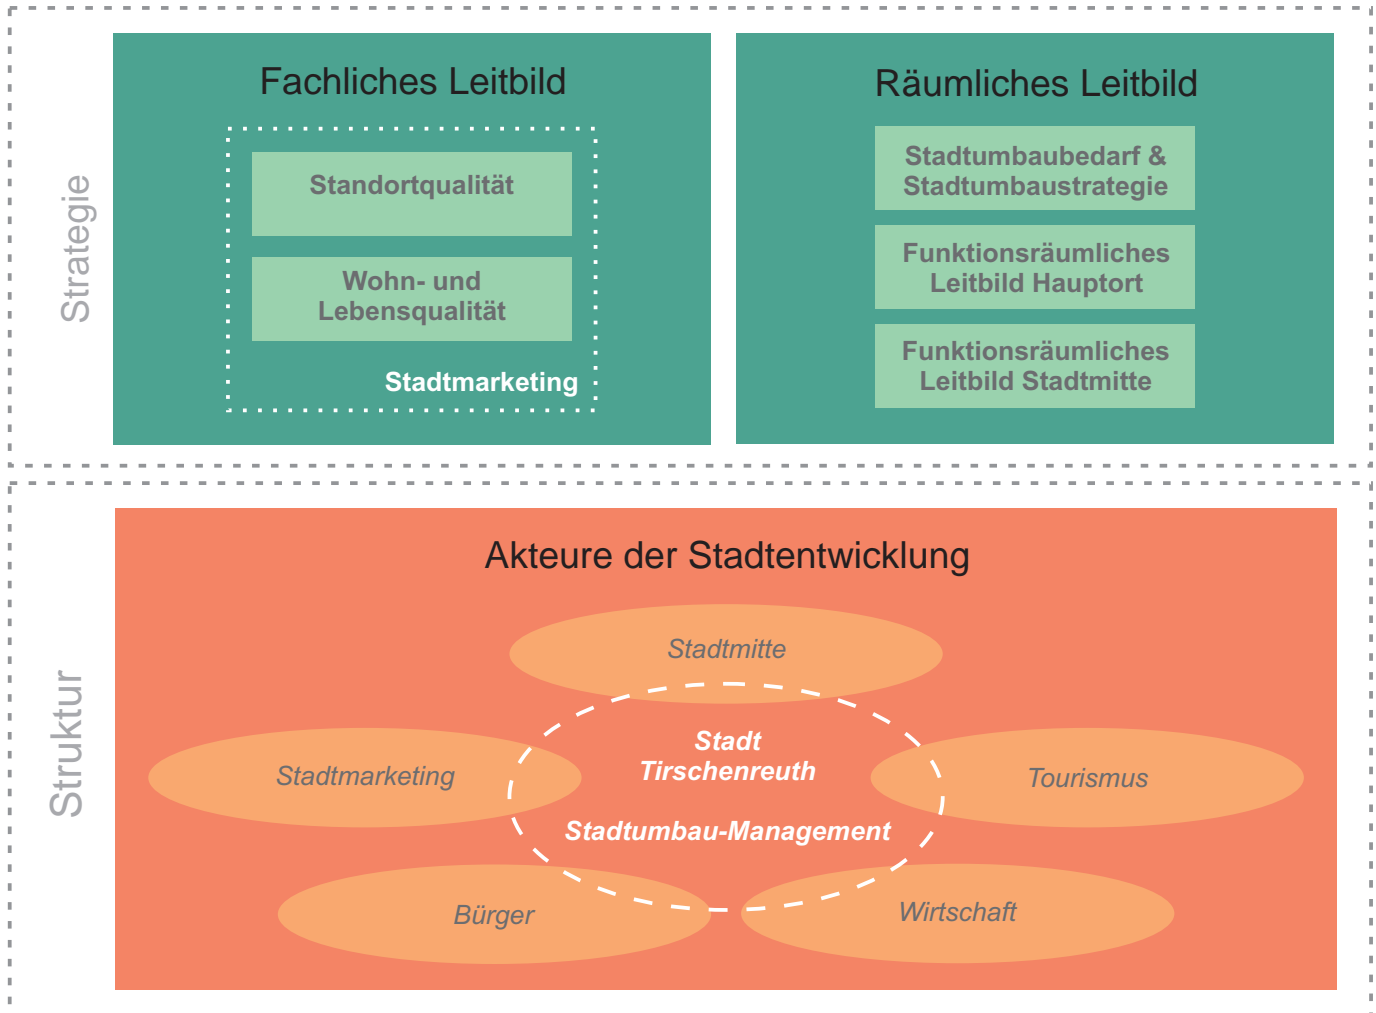 Strategie
Fachliches Leitbild
Standortqualität
Wohn- und
Lebensqualität
Stadtmarketing
Räumliches Leitbild
Stadtumbaubedarf &
Stadtumbaustrategie
Funktionsräumliches
Leitbild Hauptort
Funktionsräumliches
Leitbild Stadtmitte
Struktur
Akteure der Stadtentwicklung
Stadtmitte
Stadt
Tirschenreuth
Stadtmarketing
Tourismus
Stadtumbau-Management
Bürger
Wirtschaft